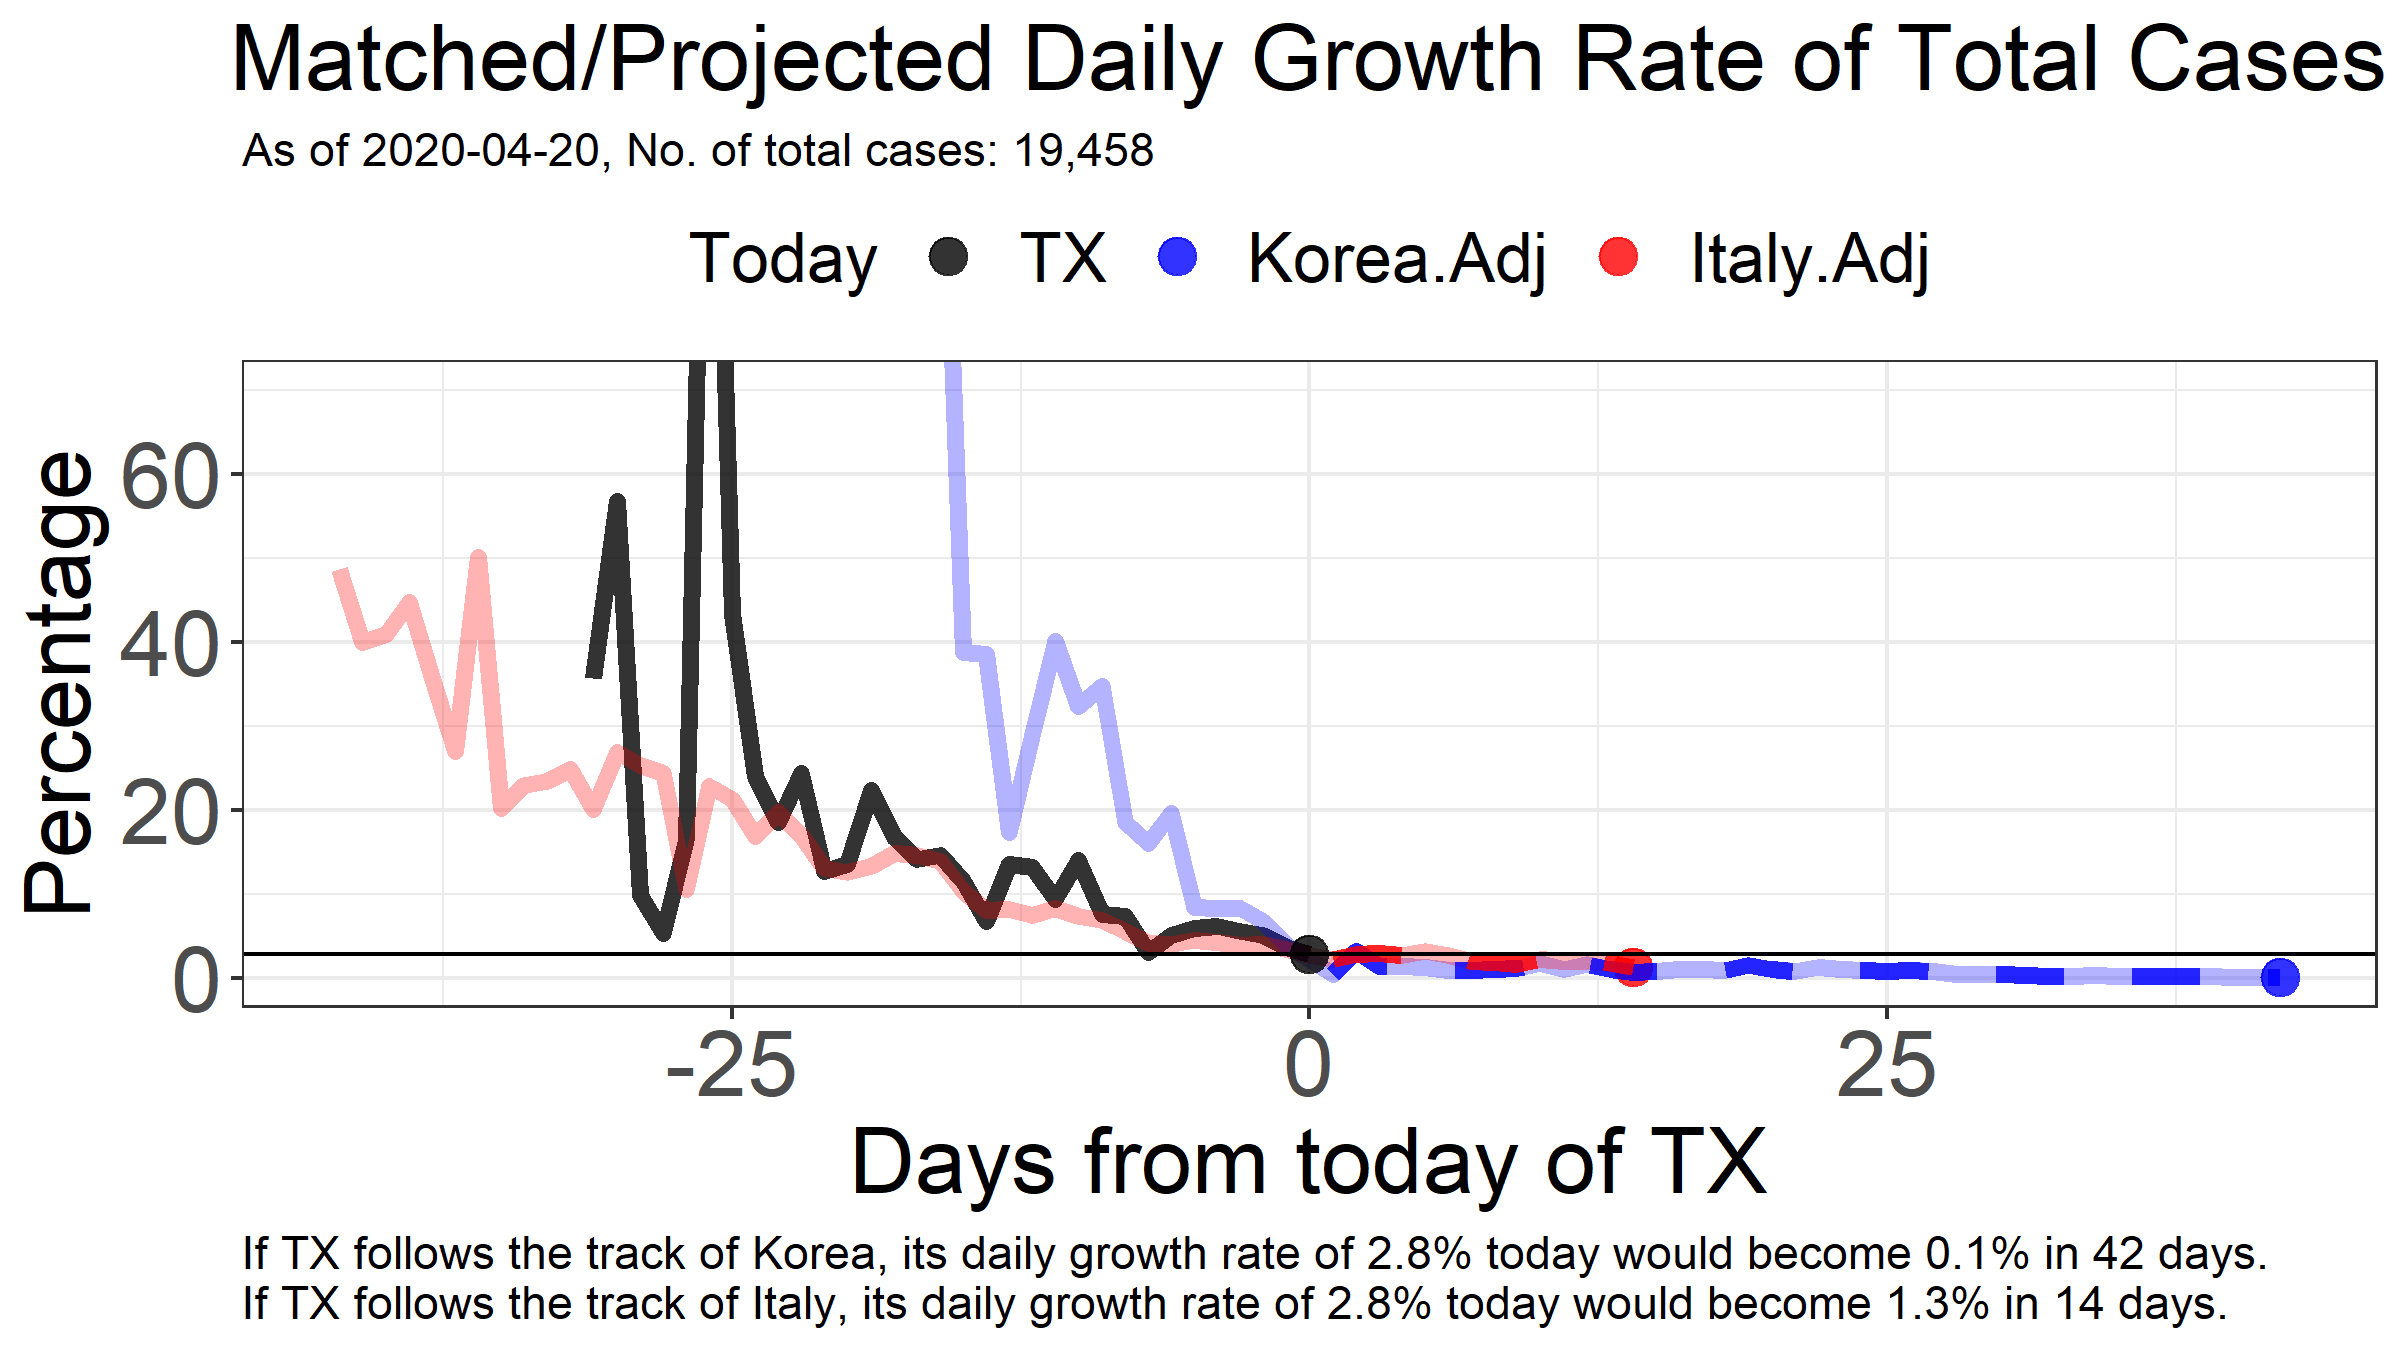 Matched/Projected Daily Growth Rate of Total Cases
As of 2020-04-20, No. of total cases: 19,458
Today TX Korea.Adj Italy.Adj
Percentage
60
40
20
0
-25 0 25
Days from today of TX
If TX follows the track of Korea, its daily growth rate of 2.8% today would become 0.1% in 42 days.
If TX follows the track of Italy, its daily growth rate of 2.8% today would become 1.3% in 14 days.